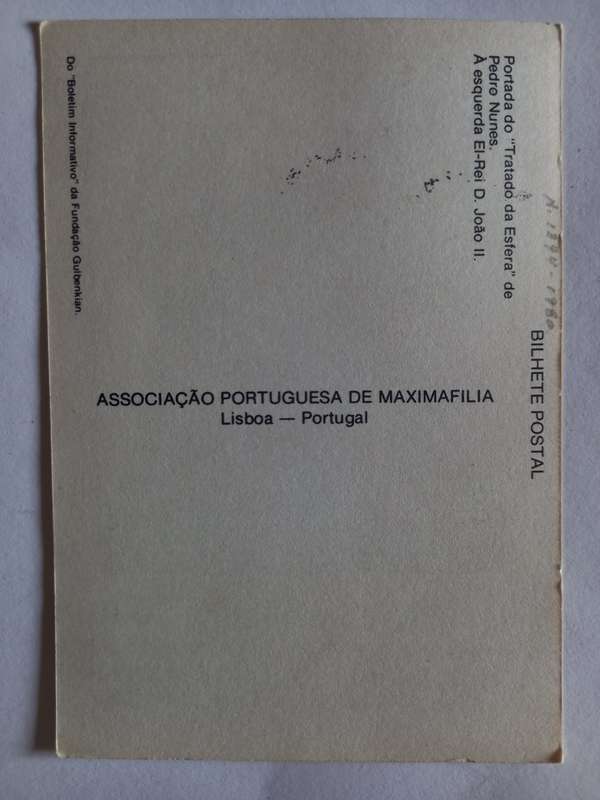 Portada do "Tratado da Esfera" de
Pedro Nunes.
À esquerda El-Rei D. João II.
BILHETE POSTAL
ASSOCIAÇÃO PORTUGUESA DE MAXIMAFILIA
Lisboa — Portugal
Do "Boletim Informativo" da Fundação Gulbenkian.